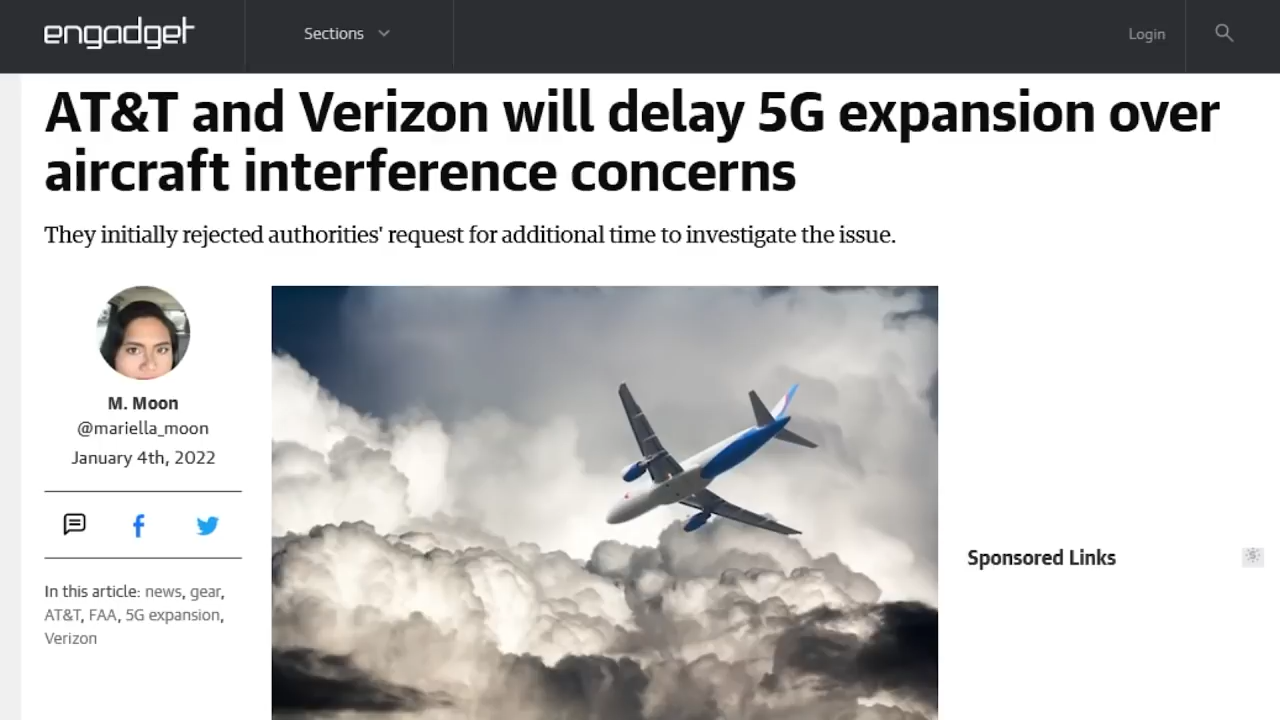 engadget
Sections
Login
AT&T and Verizon will delay 5G expansion over
aircraft interference concerns
They initially rejected authorities' request for additional time to investigate the issue.
M. Moon
@mariella_moon
January 4th, 2022
In this article: news, gear,
AT&T, FAA, 5G expansion,
Verizon
Sponsored Links